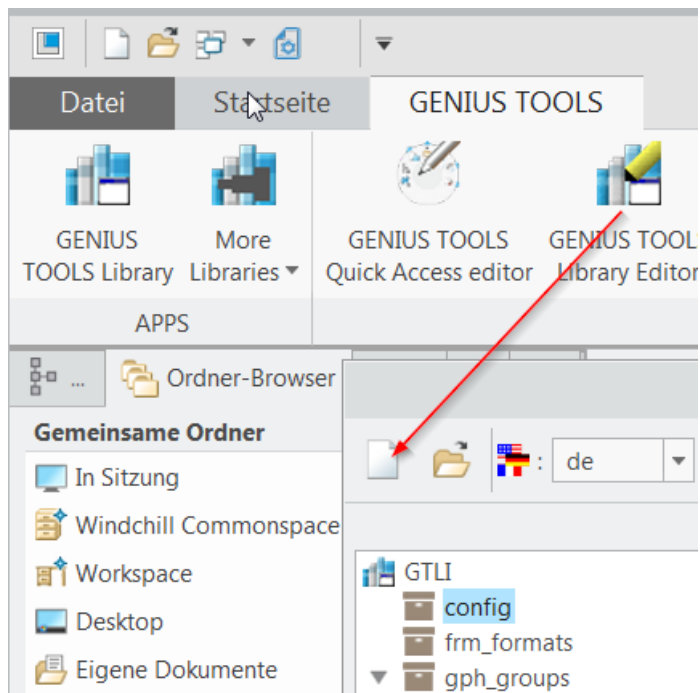 Datei Startseite GENIUS TOOLS
GENIUS More GENIUS TOOLS GENIUS TOOLS
TOOLS Library Libraries Quick Access editor Library Editor
APPS
... Ordner-Browser
Gemeinsame Ordner
In Sitzung
Windchill Commonspace
Workspace
Desktop
Eigene Dokumente
: de
GTLI
config
frm_formats
gph_groups